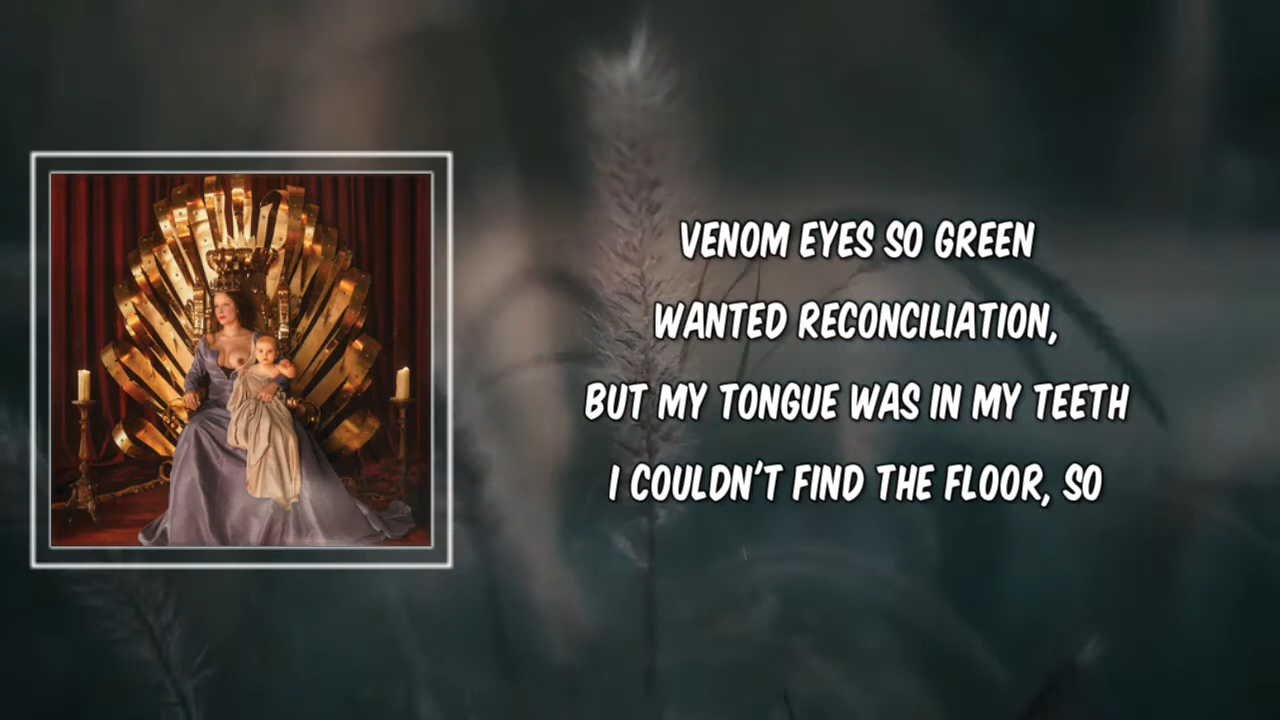 VENOM EYES SO GREEN
WANTED RECONCILIATION,
BUT MY TONGUE WAS IN MY TEETH
I COULDN'T FIND THE FLOOR, SO